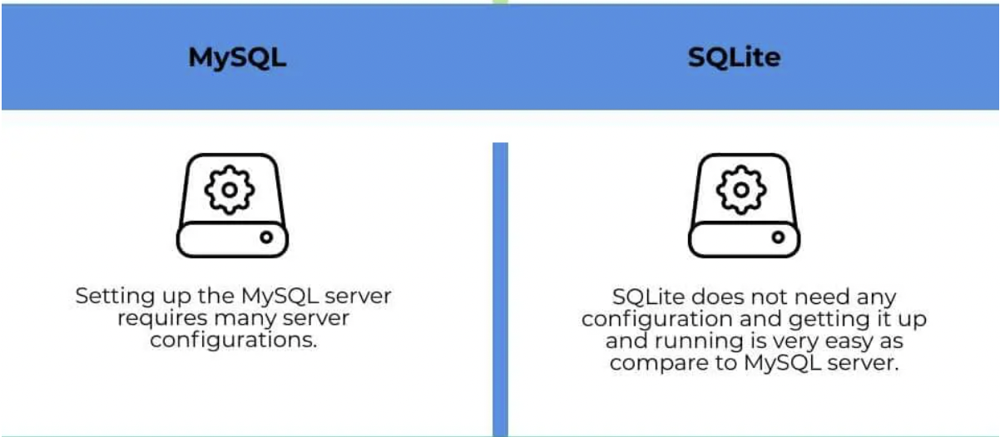 MySQL
SQLite
Setting up the MySQL server
requires many server
configurations.
SQLite does not need any
configuration and getting it up
and running is very easy as
compare to MySQL server.